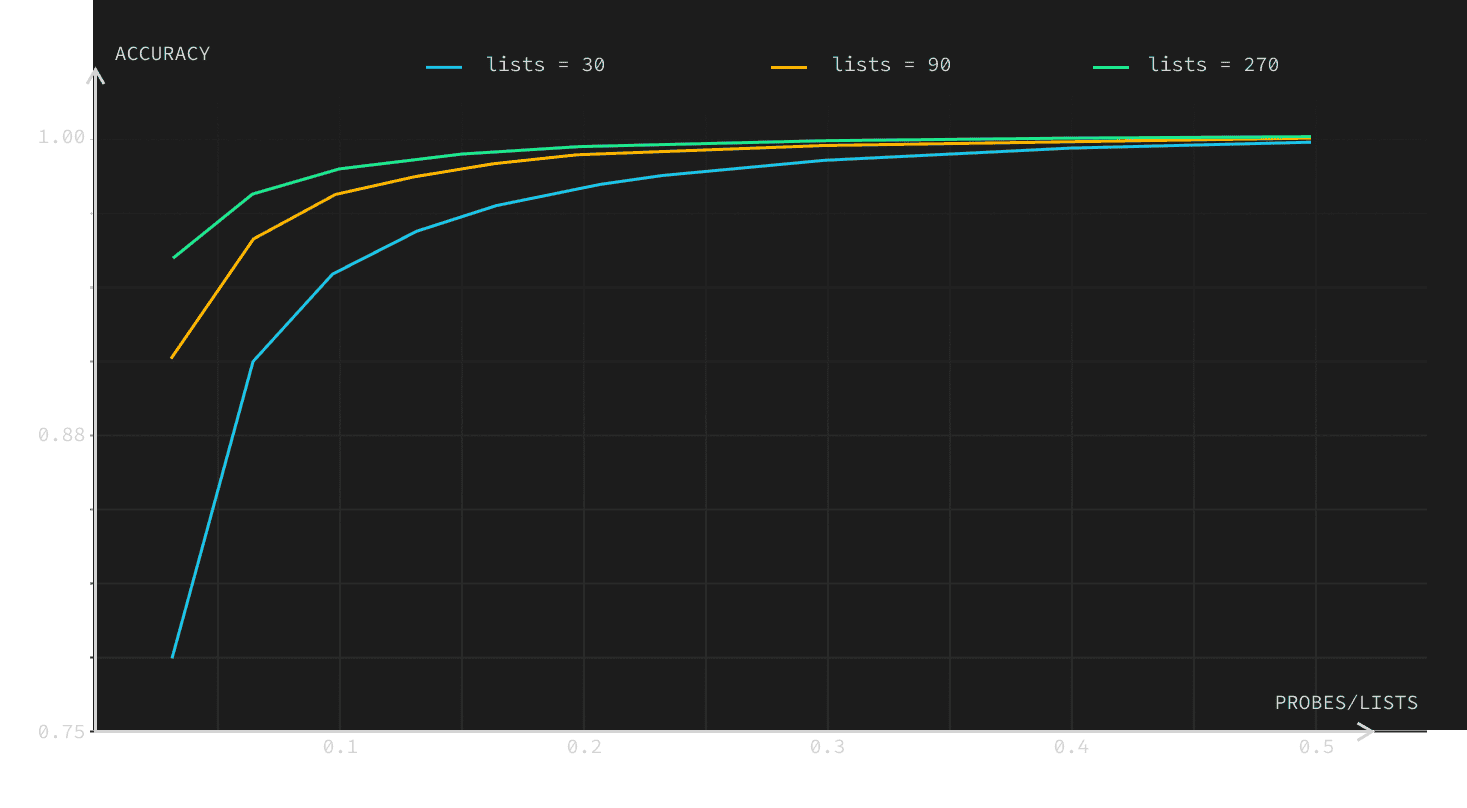 ACCURACY
lists = 30
lists = 90
lists = 270
1.00
0.88
0.75
PROBES/LISTS
0.1
0.2
0.3
0.4
0.5